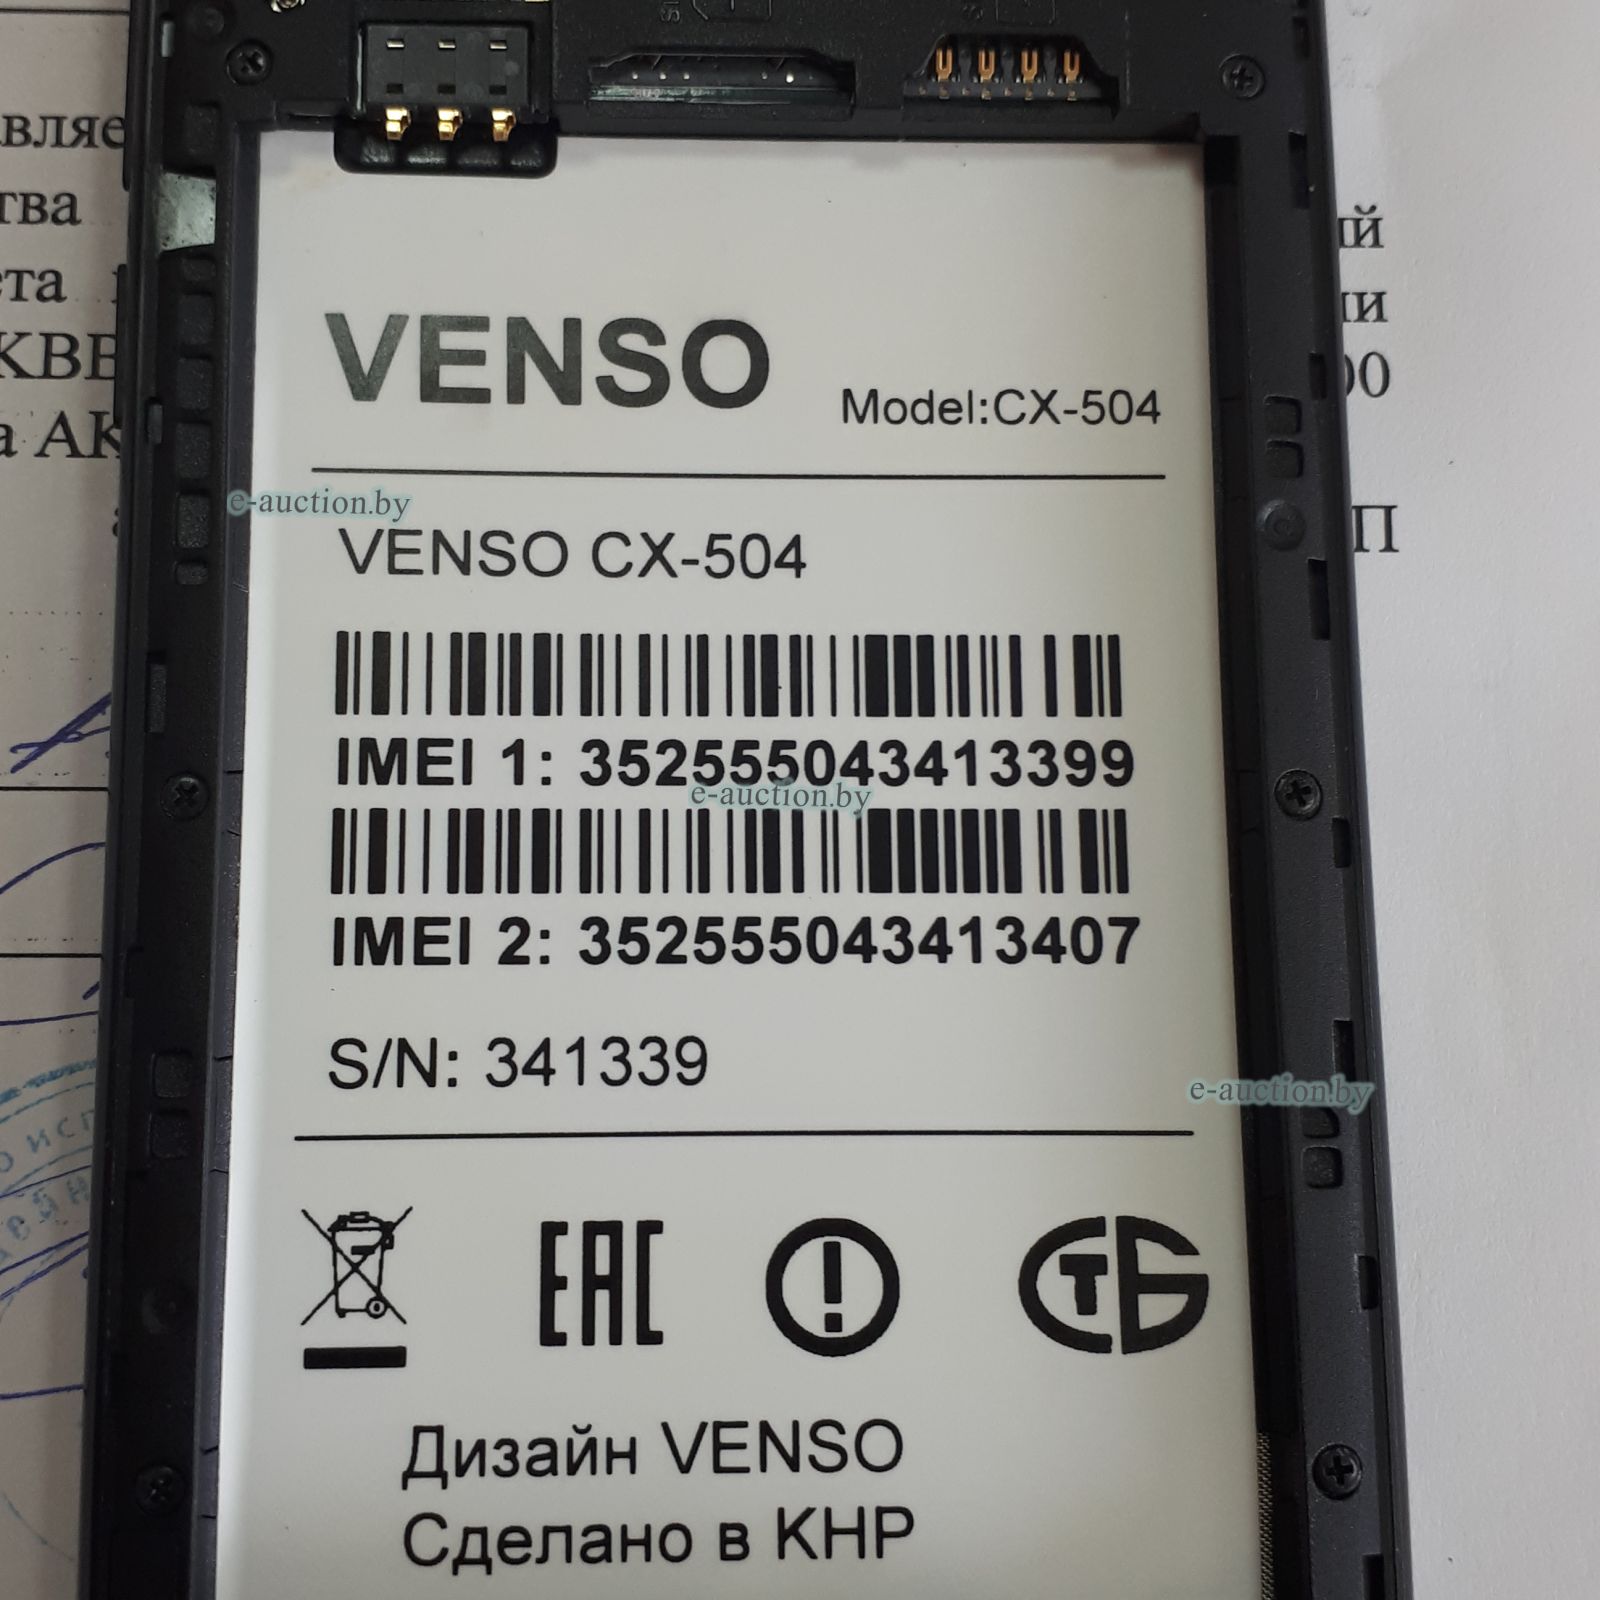 VENSO
Model:CX-504
e-auction.by
VENSO CX-504
IMEI 1: 352555043413399
e-auction.by
IMEI 2: 352555043413407
S/N: 341339
e-auction.by
EAC
СТБ
Дизайн VENSO
Сделано в КНР